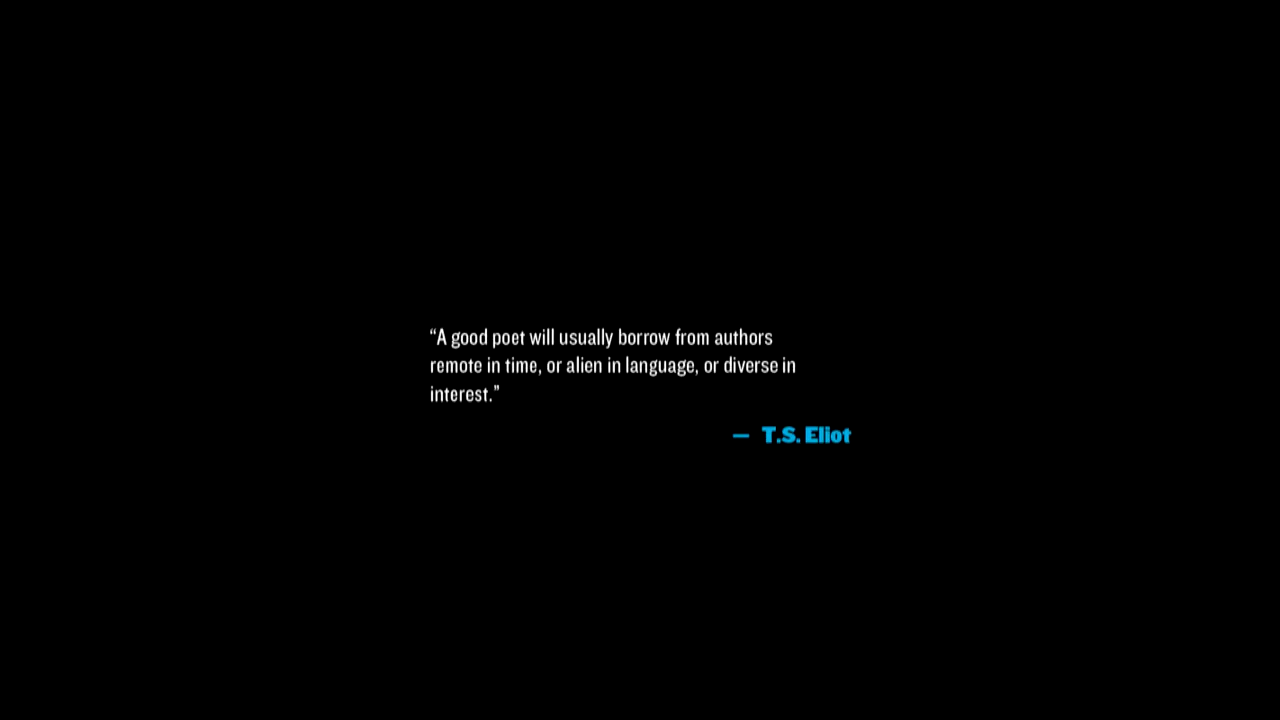 “A good poet will usually borrow from authors
remote in time, or alien in language, or diverse in
interest.”
— T.S. Eliot